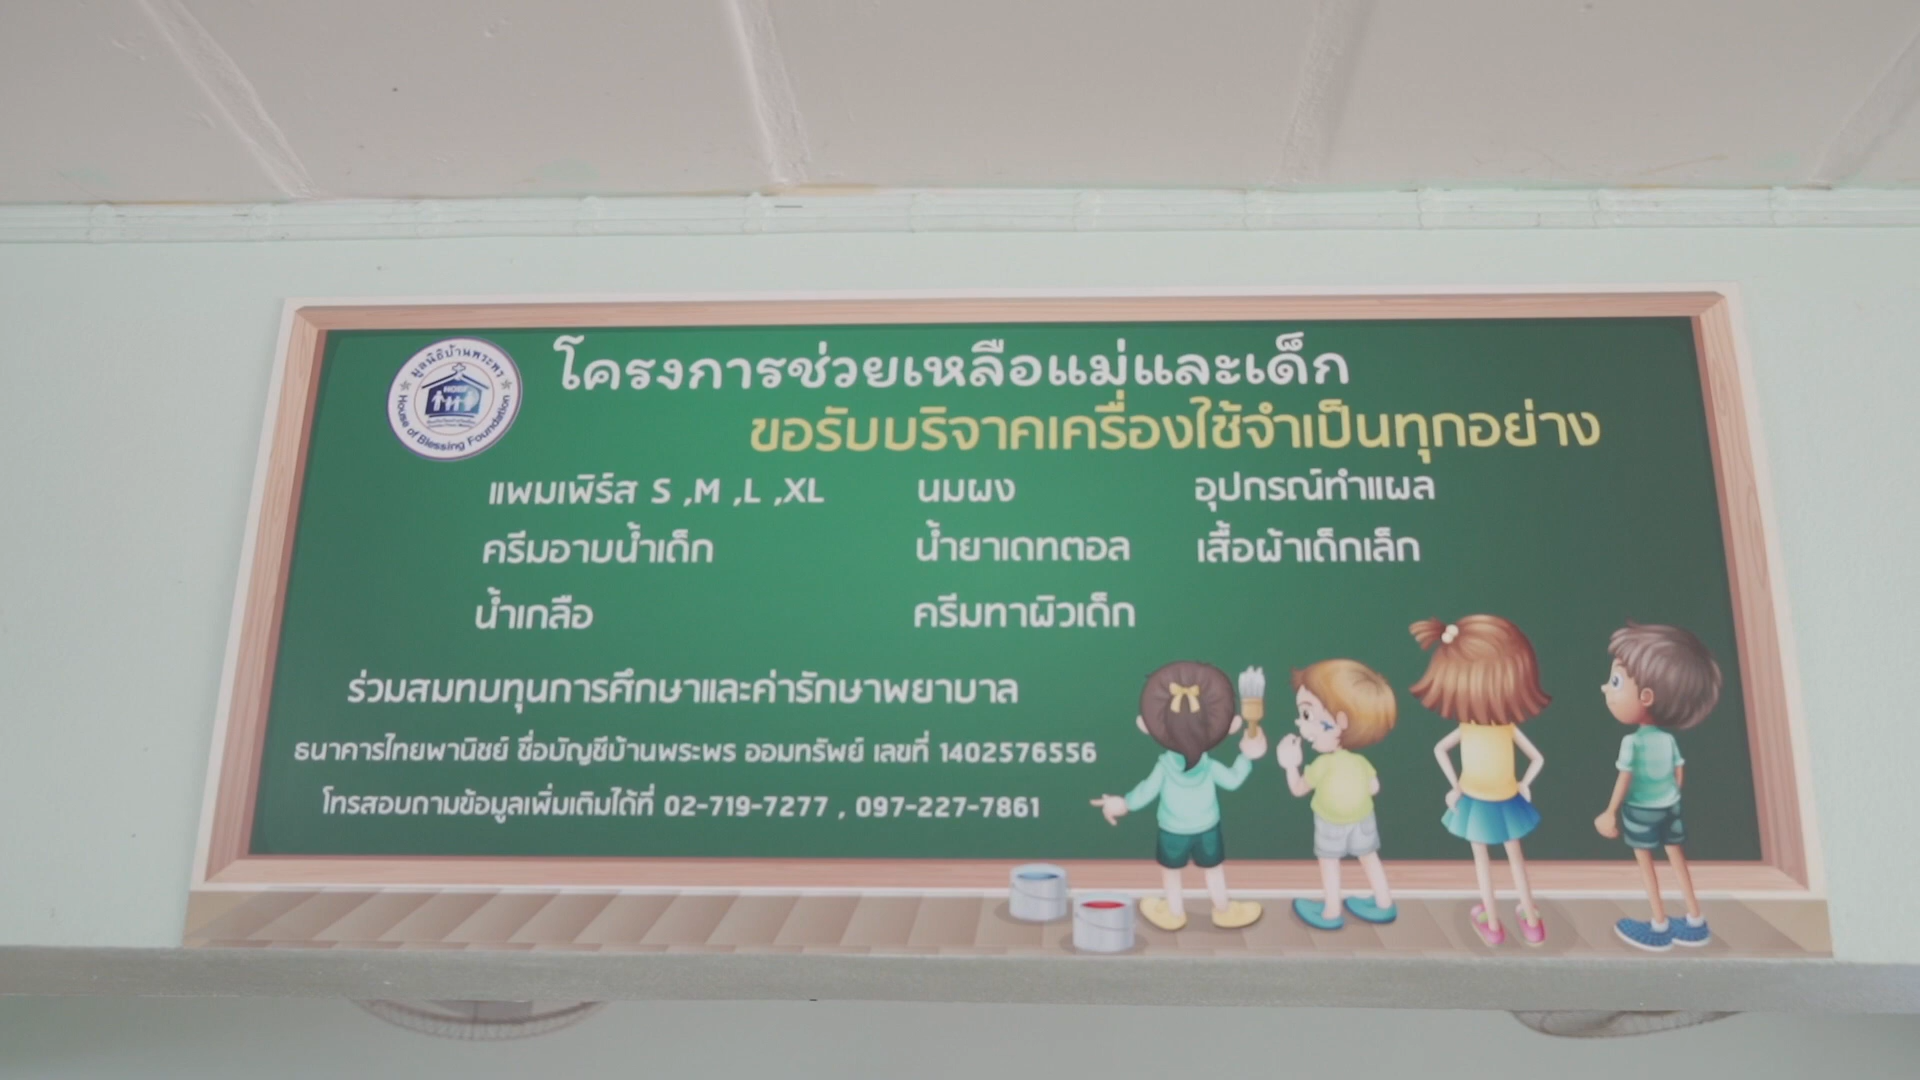 มูลนิธิบ้านพระพร
HOBF
House of Blessing Foundation
โครงการช่วยเหลือแม่และเด็ก
ขอรับบริจาคเครื่องใช้จำเป็นทุกอย่าง
แพมเพิร์ส S ,M ,L ,XL นมผง อุปกรณ์ทำแผล
ครีมอาบน้ำเด็ก น้ำยาเดทตอล เสื้อผ้าเด็กเล็ก
น้ำเกลือ ครีมทาผิวเด็ก
ร่วมสมทบทุนการศึกษาและค่ารักษาพยาบาล
ธนาคารไทยพานิชย์ ชื่อบัญชีบ้านพระพร ออมทรัพย์ เลขที่ 1402576556
โทรสอบถามข้อมูลเพิ่มเติมได้ที่ 02-719-7277 , 097-227-7861